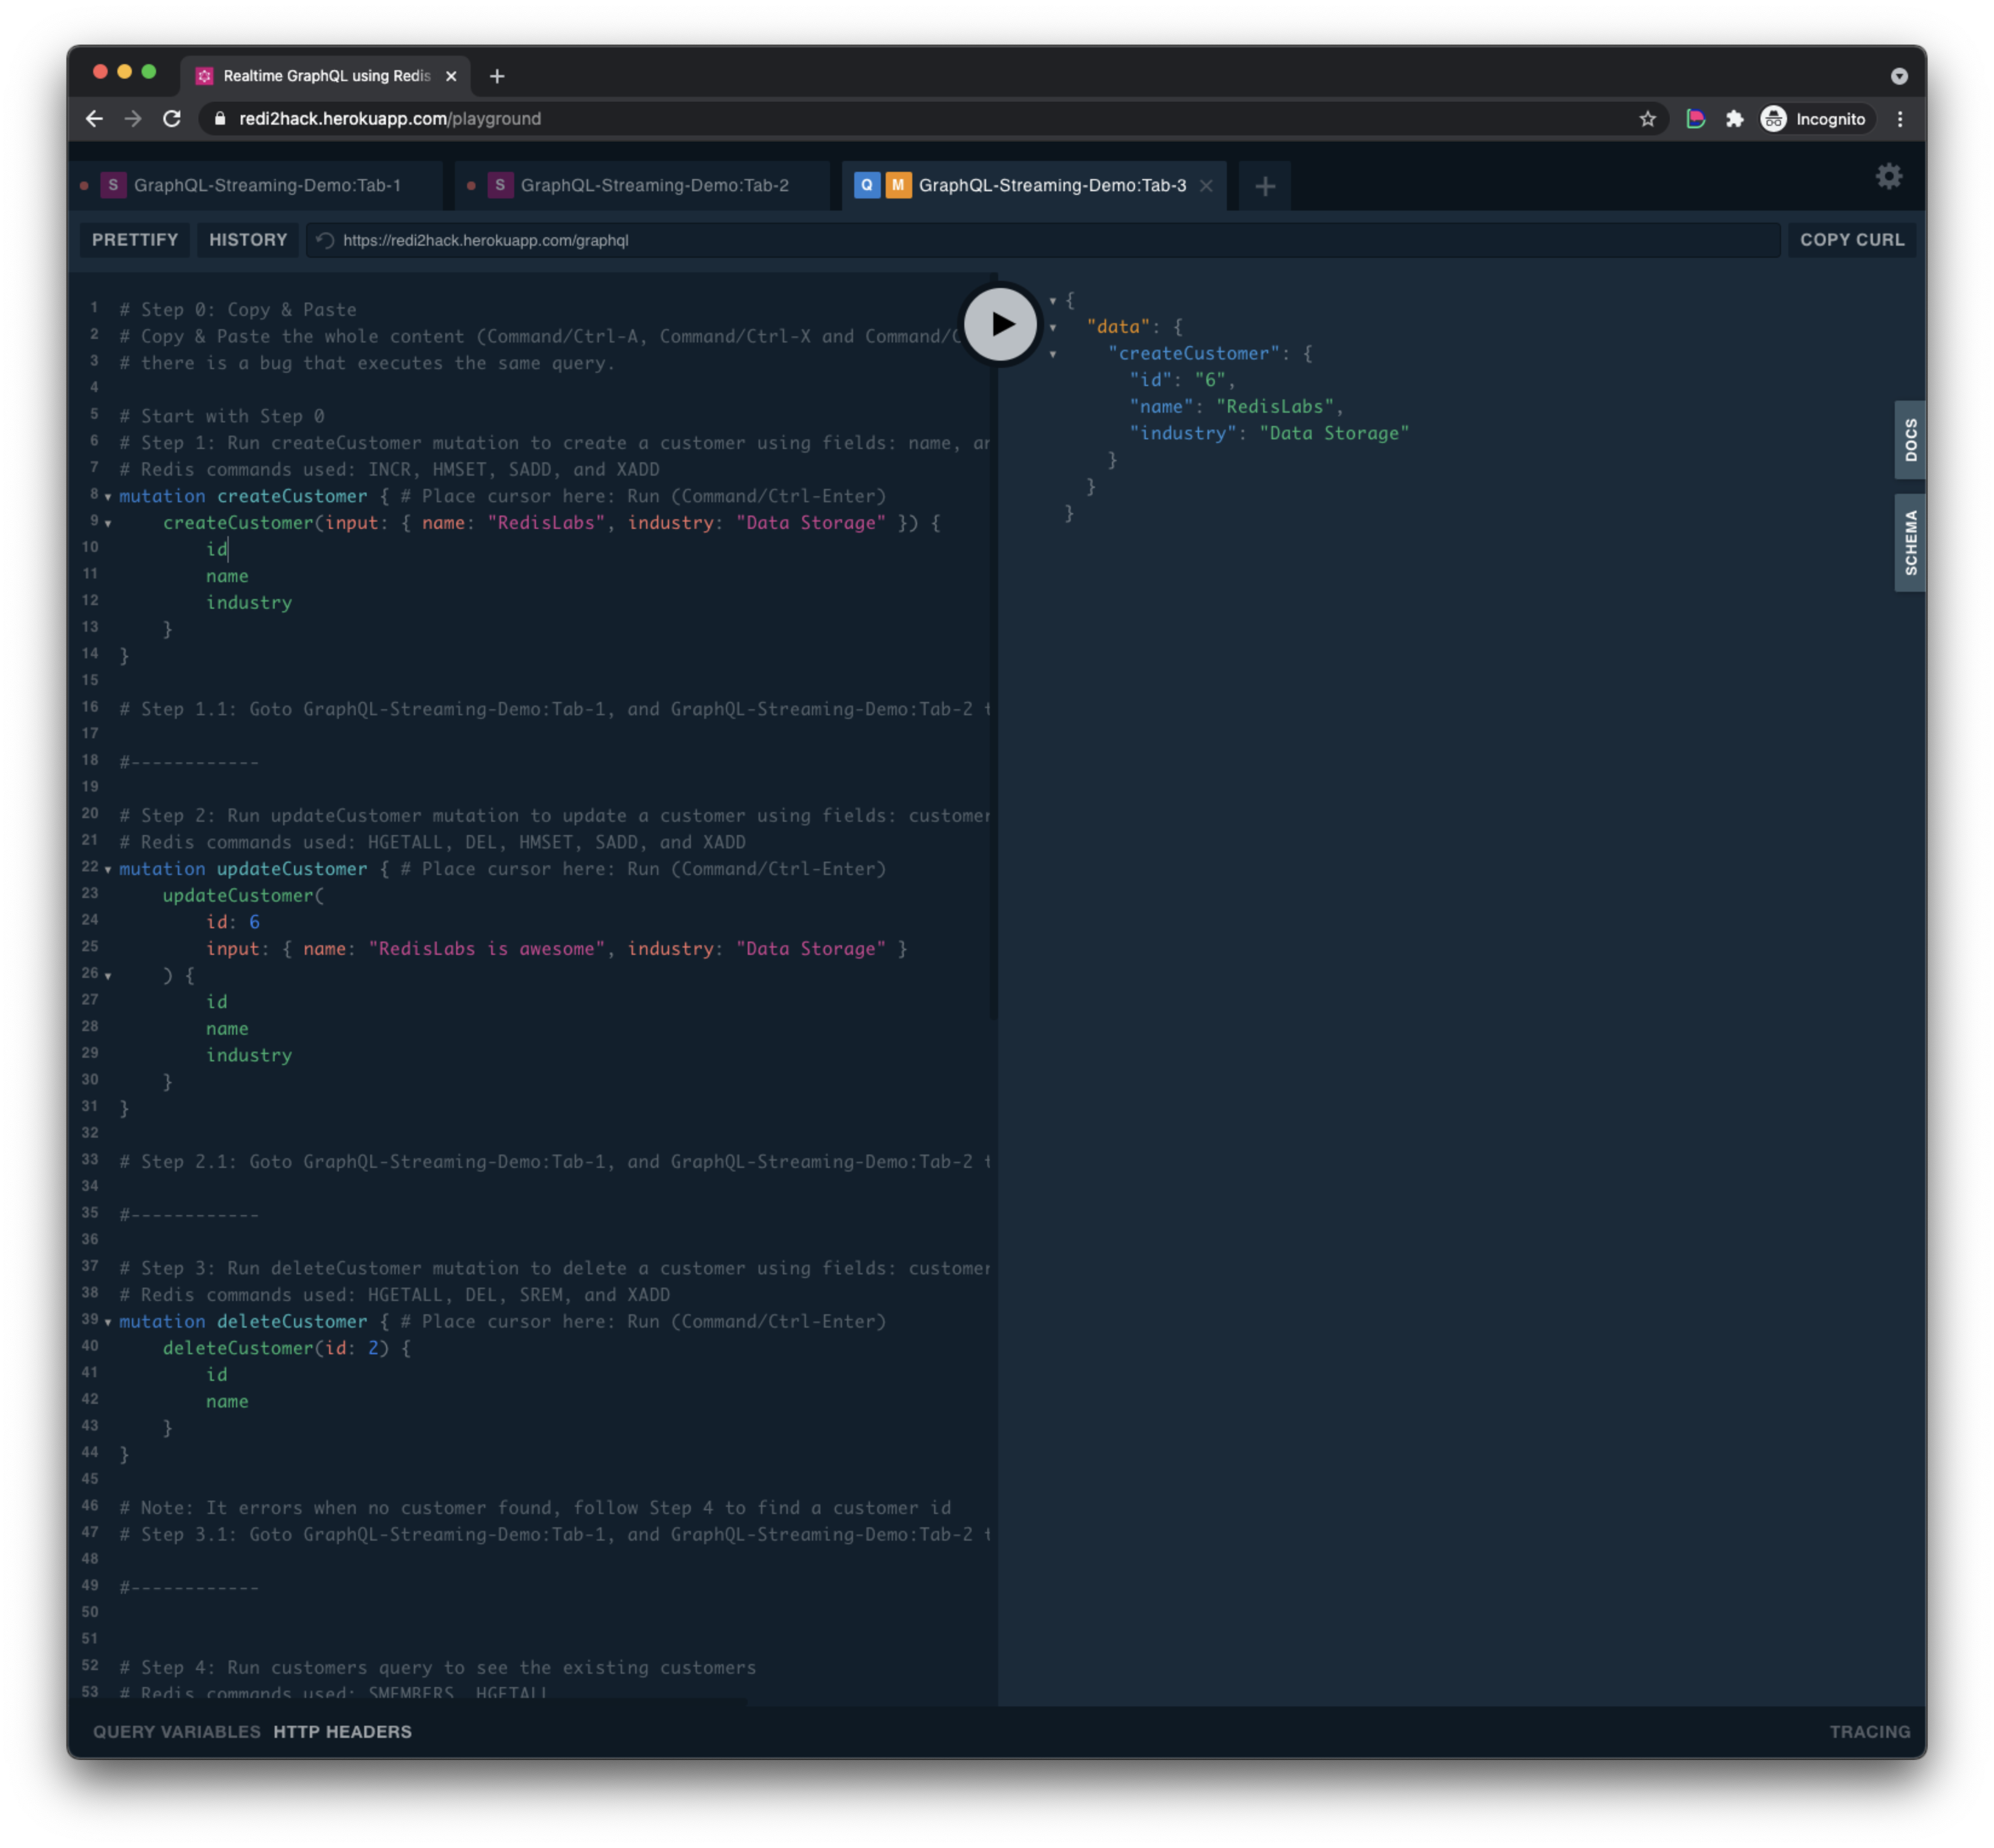 Realtime GraphQL using Redis
redi2hack.herokuapp.com/playground
Incognito
S GraphQL-Streaming-Demo:Tab-1
S GraphQL-Streaming-Demo:Tab-2
Q M GraphQL-Streaming-Demo:Tab-3
PRETTIFY HISTORY https://redi2hack.herokuapp.com/graphql COPY CURL
1 # Step 0: Copy & Paste
2 # Copy & Paste the whole content (Command/Ctrl-A, Command/Ctrl-X and Command/C
3 # there is a bug that executes the same query.
4
5 # Start with Step 0
6 # Step 1: Run createCustomer mutation to create a customer using fields: name, an
7 # Redis commands used: INCR, HMSET, SADD, and XADD
8 mutation createCustomer { # Place cursor here: Run (Command/Ctrl-Enter)
9 createCustomer(input: { name: "RedisLabs", industry: "Data Storage" }) {
10 id
11 name
12 industry
13 }
14 }
15
16 # Step 1.1: Goto GraphQL-Streaming-Demo:Tab-1, and GraphQL-Streaming-Demo:Tab-2 t
17
18 #------------
19
20 # Step 2: Run updateCustomer mutation to update a customer using fields: customer
21 # Redis commands used: HGETALL, DEL, HMSET, SADD, and XADD
22 mutation updateCustomer { # Place cursor here: Run (Command/Ctrl-Enter)
23 updateCustomer(
24 id: 6
25 input: { name: "RedisLabs is awesome", industry: "Data Storage" }
26 ) {
27 id
28 name
29 industry
30 }
31 }
32
33 # Step 2.1: Goto GraphQL-Streaming-Demo:Tab-1, and GraphQL-Streaming-Demo:Tab-2 t
34
35 #------------
36
37 # Step 3: Run deleteCustomer mutation to delete a customer using fields: customer
38 # Redis commands used: HGETALL, DEL, SREM, and XADD
39 mutation deleteCustomer { # Place cursor here: Run (Command/Ctrl-Enter)
40 deleteCustomer(id: 2) {
41 id
42 name
43 }
44 }
45
46 # Note: It errors when no customer found, follow Step 4 to find a customer id
47 # Step 3.1: Goto GraphQL-Streaming-Demo:Tab-1, and GraphQL-Streaming-Demo:Tab-2 t
48
49 #------------
50
51
52 # Step 4: Run customers query to see the existing customers
53 # Redis commands used: SMEMBERS, HGETALL
{
"data": {
"createCustomer": {
"id": "6",
"name": "RedisLabs",
"industry": "Data Storage"
}
}
}
DOCS
SCHEMA
QUERY VARIABLES HTTP HEADERS
TRACING